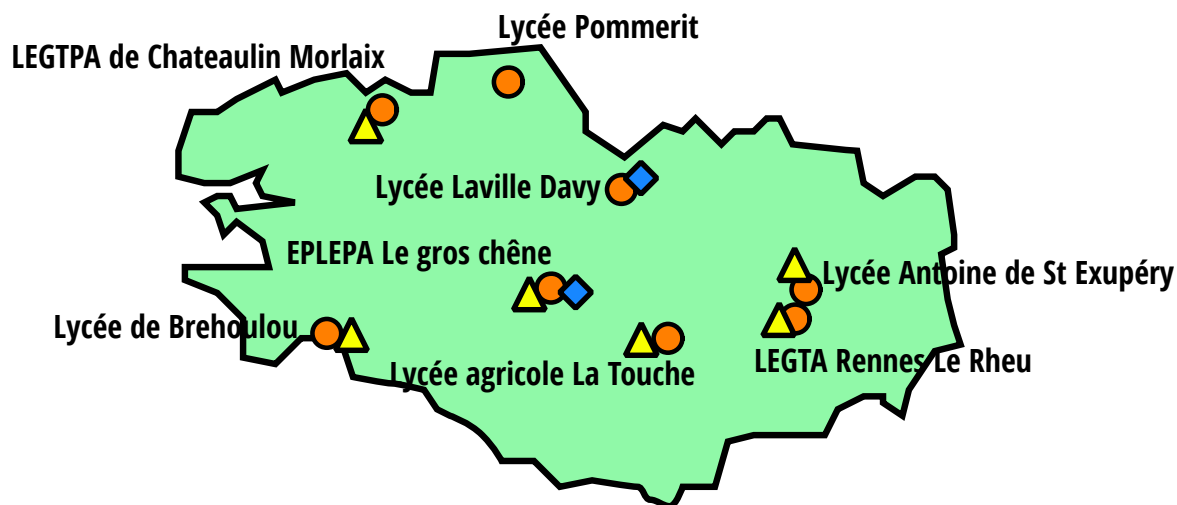 Lycée Pommerit
LEGTPA de Chateaulin Morlaix
Lycée Laville Davy
EPLEPA Le gros chêne
Lycée Antoine de St Exupéry
Lycée de Brehoulou
LEGTA Rennes Le Rheu
Lycée agricole La Touche